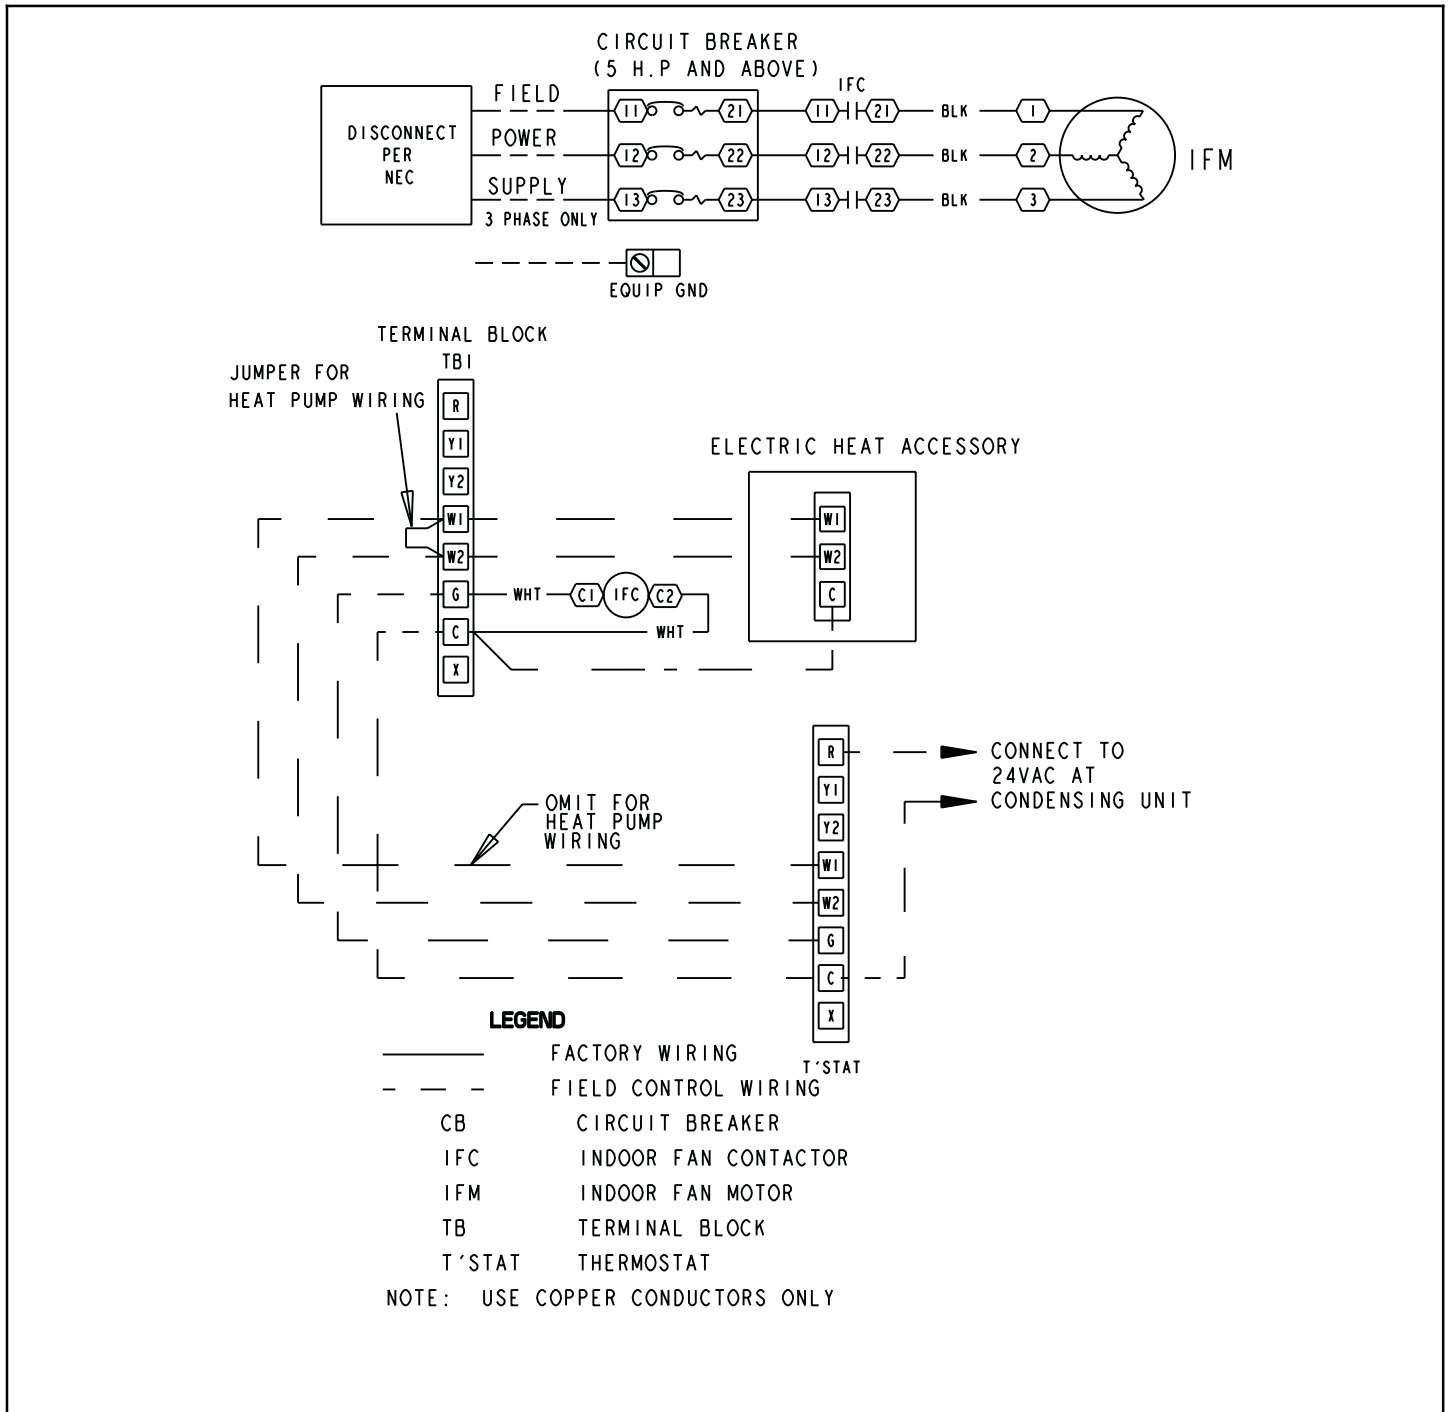 CIRCUIT BREAKER
(5 H.P AND ABOVE)
IFC
FIELD
POWER
SUPPLY
3 PHASE ONLY
DISCONNECT
PER
NEC
11 21 11 21 BLK 1
12 22 12 22 BLK 2
13 23 13 23 BLK 3
IFM
EQUIP GND
TERMINAL BLOCK
TB1
JUMPER FOR
HEAT PUMP WIRING
R
Y1
Y2
W1
W2
G
C
X
ELECTRIC HEAT ACCESSORY
W1
W2
C
WHT C1 IFC C2
WHT
R
Y1
Y2
W1
W2
G
C
X
T'STAT
CONNECT TO
24VAC AT
CONDENSING UNIT
OMIT FOR
HEAT PUMP
WIRING
LEGEND
FACTORY WIRING
FIELD CONTROL WIRING
CB CIRCUIT BREAKER
IFC INDOOR FAN CONTACTOR
IFM INDOOR FAN MOTOR
TB TERMINAL BLOCK
T'STAT THERMOSTAT
NOTE: USE COPPER CONDUCTORS ONLY